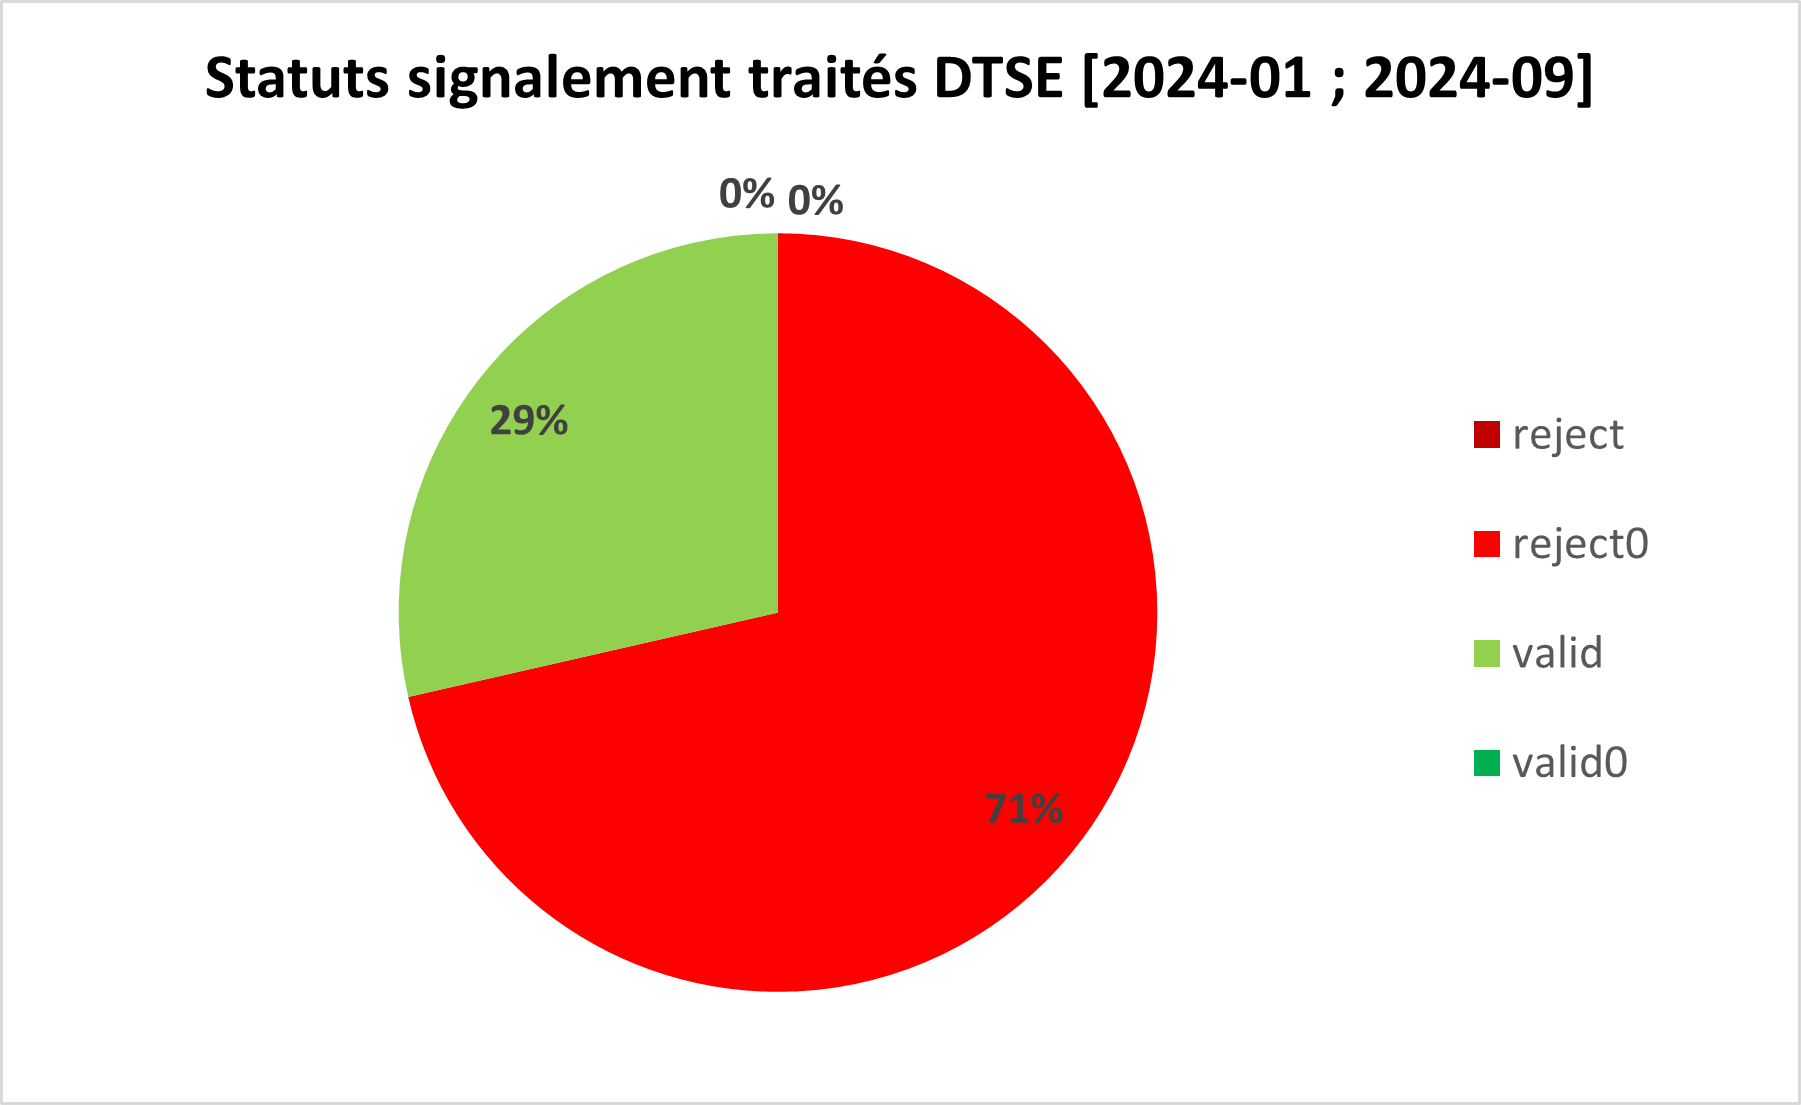 Statuts signalement traités DTSE [2024-01 ; 2024-09]
0%
0%
29%
71%
reject
reject0
valid
valid0